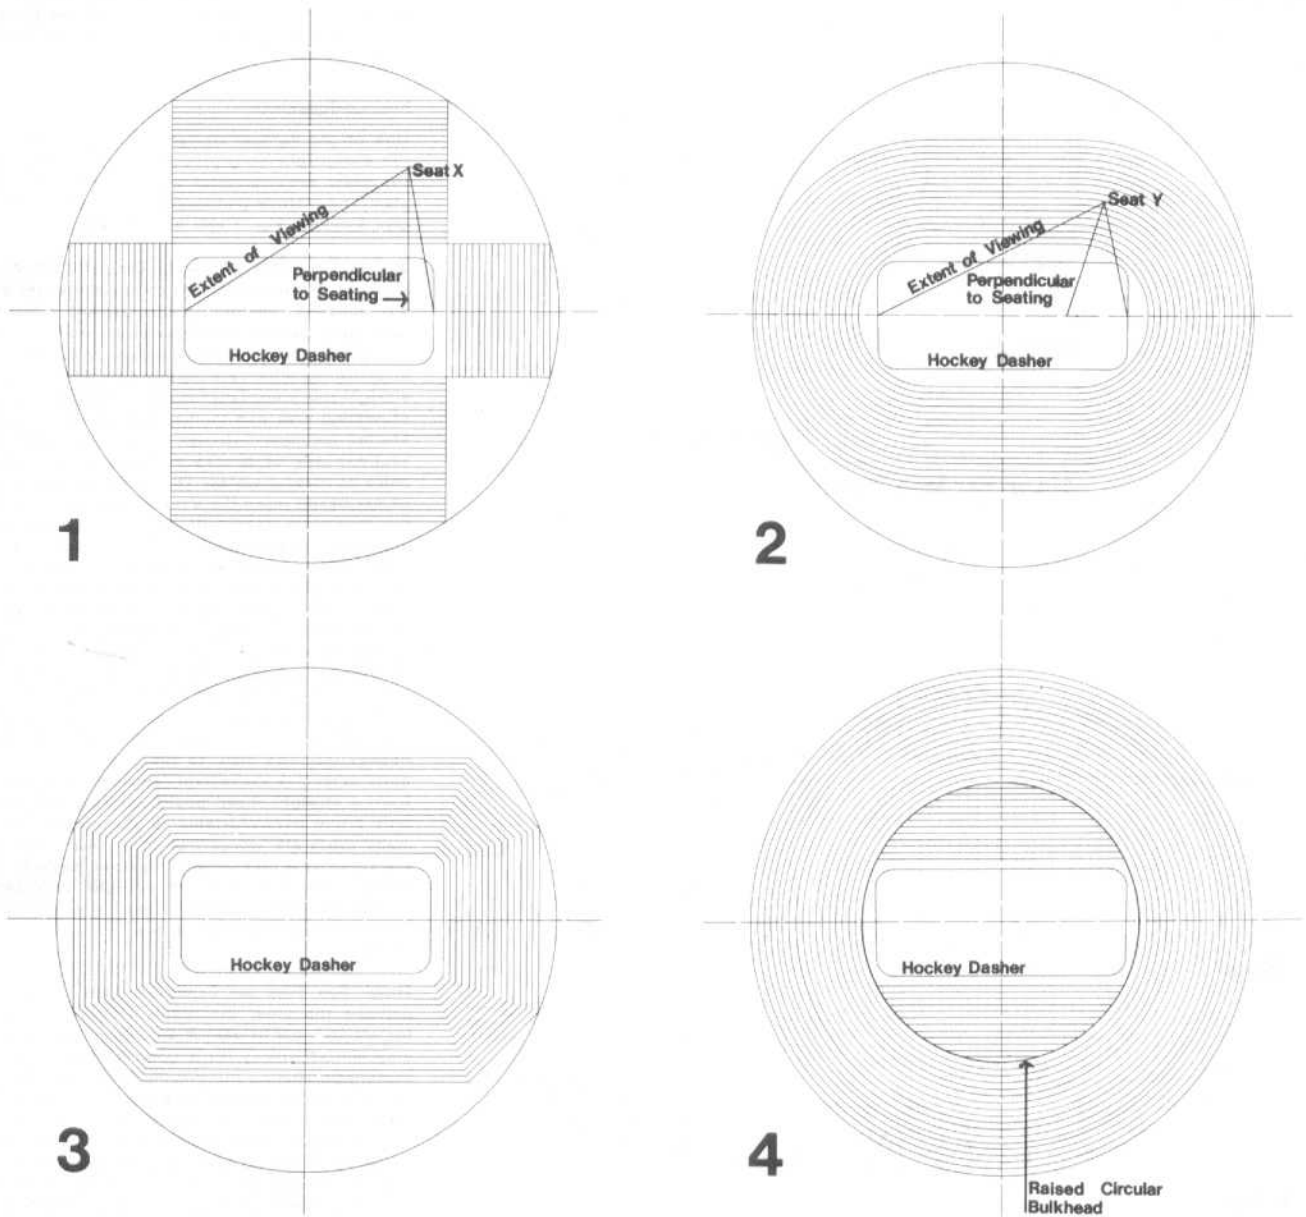 Seat X
Extent of Viewing
Perpendicular
to Seating
Hockey Dasher
1
Seat Y
Extent of Viewing
Perpendicular
to Seating
Hockey Dasher
2
Hockey Dasher
3
Hockey Dasher
4
Raised Circular
Bulkhead